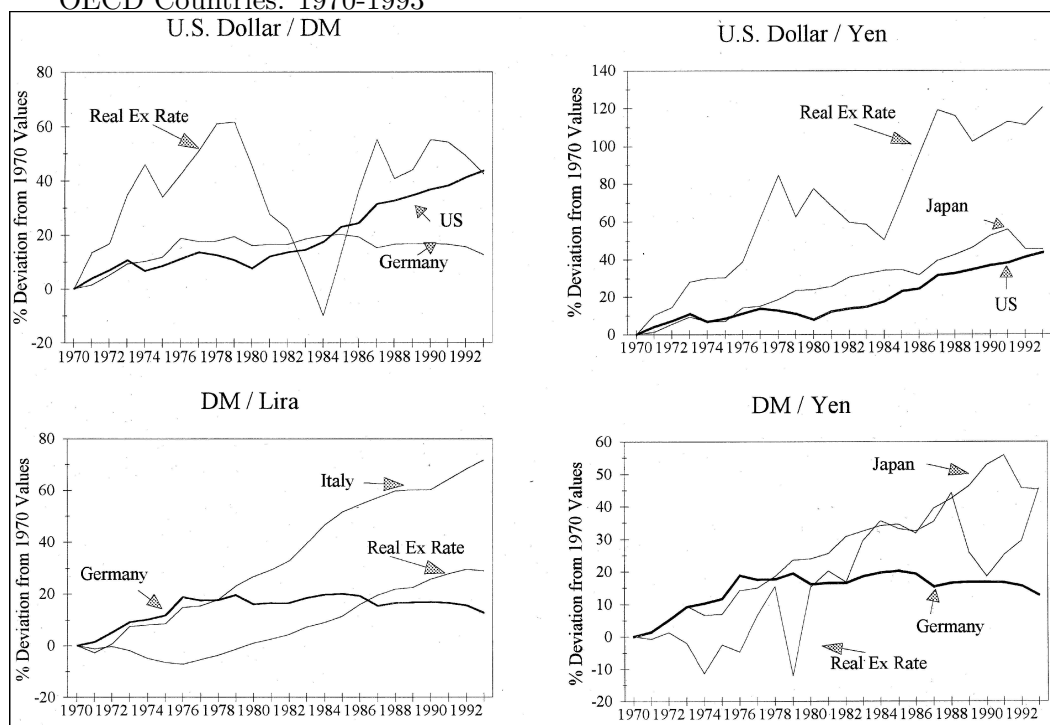 OECD Countries: 1970-1993
U.S. Dollar / DM
% Deviation from 1970 Values
80
60
40
20
0
-20
Real Ex Rate
US
Germany
1970 1972 1974 1976 1978 1980 1982 1984 1986 1988 1990 1992
U.S. Dollar / Yen
% Deviation from 1970 Values
140
120
100
80
60
40
20
0
Real Ex Rate
Japan
US
1970 1972 1974 1976 1978 1980 1982 1984 1986 1988 1990 1992
DM / Lira
% Deviation from 1970 Values
80
60
40
20
0
-20
Italy
Real Ex Rate
Germany
1970 1972 1974 1976 1978 1980 1982 1984 1986 1988 1990 1992
DM / Yen
% Deviation from 1970 Values
60
50
40
30
20
10
0
-10
-20
Japan
Germany
Real Ex Rate
1970 1972 1974 1976 1978 1980 1982 1984 1986 1988 1990 1992